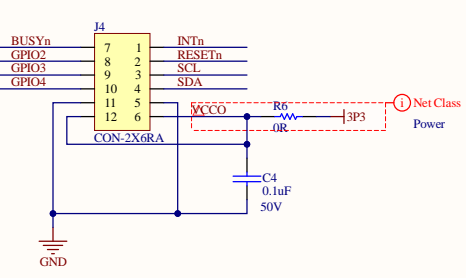 J4
BUSYn 7 1 INTn
GPIO2 8 2 RESETn
GPIO3 9 3 SCL
GPIO4 10 4 SDA
11 5
12 6 VCCO R6 3P3
0R
i Net Class
Power
CON-2X6RA
C4
0.1uF
50V
GND